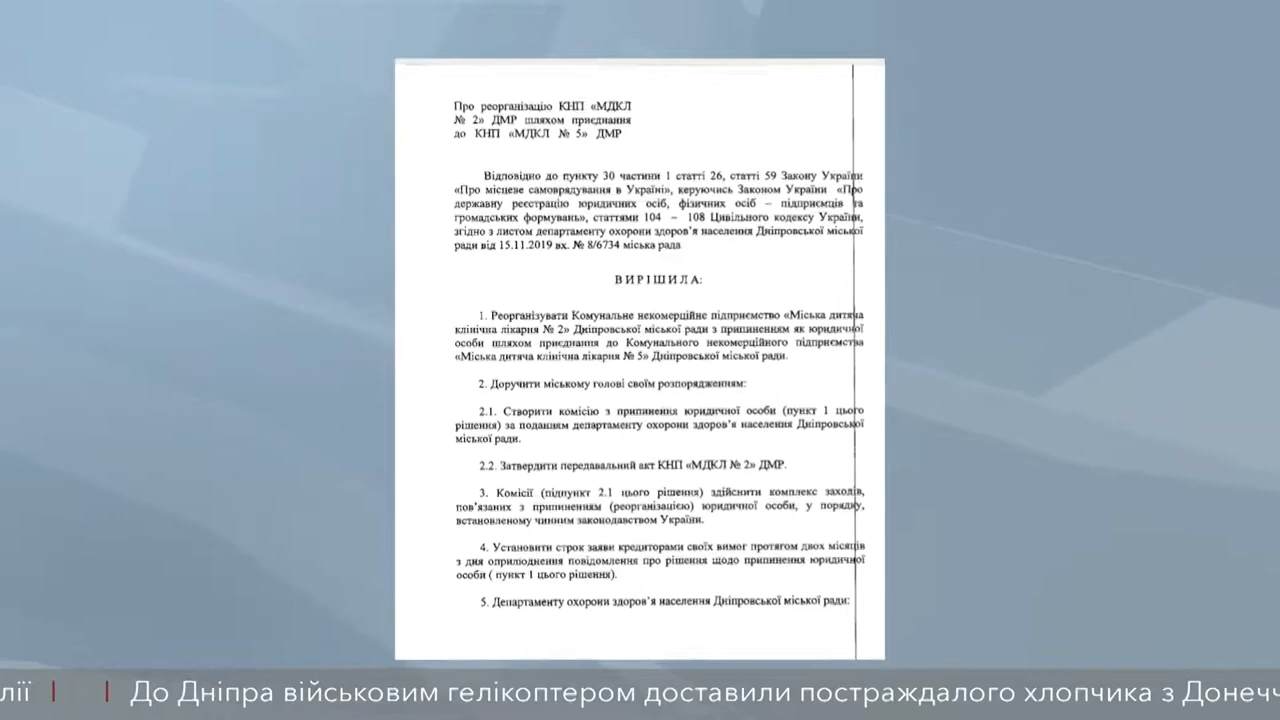 Про реорганізацію КНП «МДКЛ
№ 2» ДМР шляхом приєднання
до КНП «МДКЛ № 5» ДМР
Відповідно до пункту 30 частини 1 статті 26, статті 59 Закону України
«Про місцеве самоврядування в Україні», керуючись Законом України «Про
державну реєстрацію юридичних осіб, фізичних осіб – підприємців та
громадських формувань», статтями 104 – 108 Цивільного кодексу України,
згідно з листом департаменту охорони здоров’я населення Дніпровської міської
ради від 15.11.2019 вх. № 8/6734 міська рада
В И Р І Ш И Л А:
1. Реорганізувати Комунальне некомерційне підприємство «Міська дитяча
клінічна лікарня № 2» Дніпровської міської ради з припиненням як юридичної
особи шляхом приєднання до Комунального некомерційного підприємства
«Міська дитяча клінічна лікарня № 5» Дніпровської міської ради.
2. Доручити міському голові своїм розпорядженням:
2.1. Створити комісію з припинення юридичної особи (пункт 1 цього
рішення) за поданням департаменту охорони здоров’я населення Дніпровської
міської ради.
2.2. Затвердити передавальний акт КНП «МДКЛ № 2» ДМР.
3. Комісії (підпункт 2.1 цього рішення) здійснити комплекс заходів,
пов’язаних з припиненням (реорганізацією) юридичної особи, у порядку,
встановленому чинним законодавством України.
4. Установити строк заяви кредиторами своїх вимог протягом двох місяців
з дня оприлюднення повідомлення про рішення щодо припинення юридичної
особи ( пункт 1 цього рішення).
5. Департаменту охорони здоров’я населення Дніпровської міської ради:
лії | | До Дніпра військовим гелікоптером доставили постраждалого хлопчика з Донечч